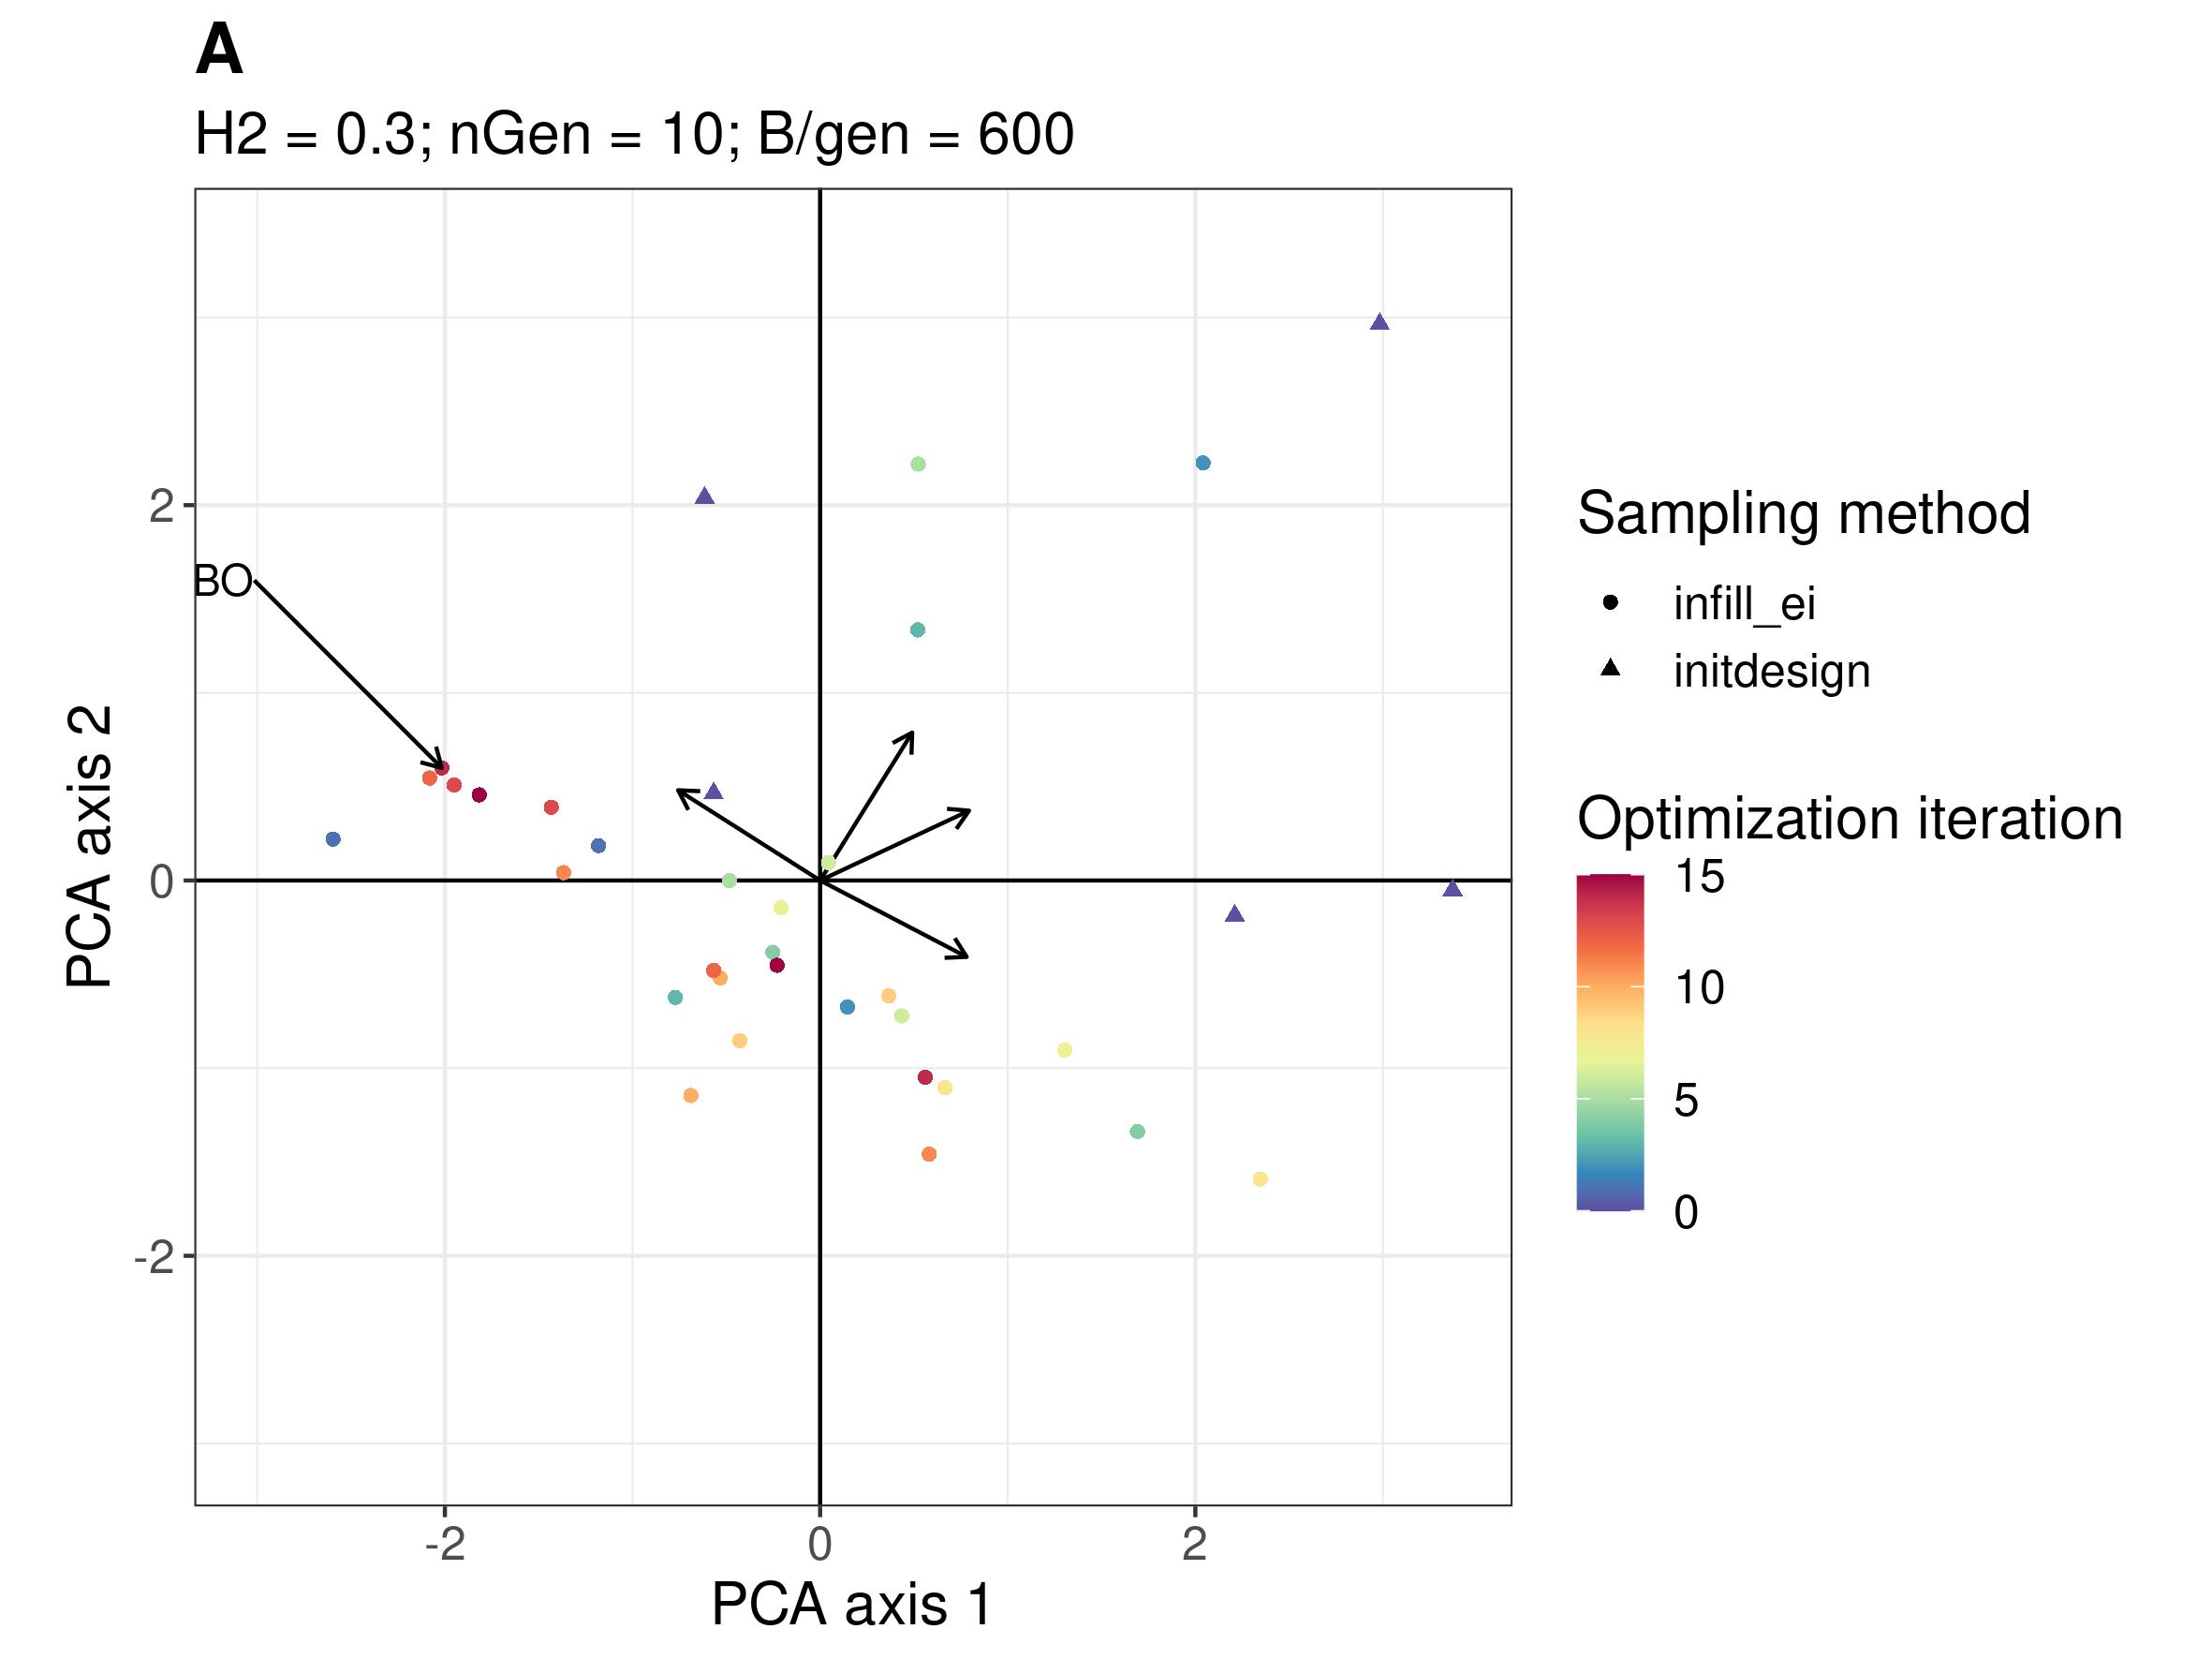 A
H2 = 0.3; nGen = 10; B/gen = 600
PCA axis 2
2
0
-2
BO
-2
0
2
PCA axis 1
Sampling method
infill_ei
initdesign
Optimization iteration
15
10
5
0